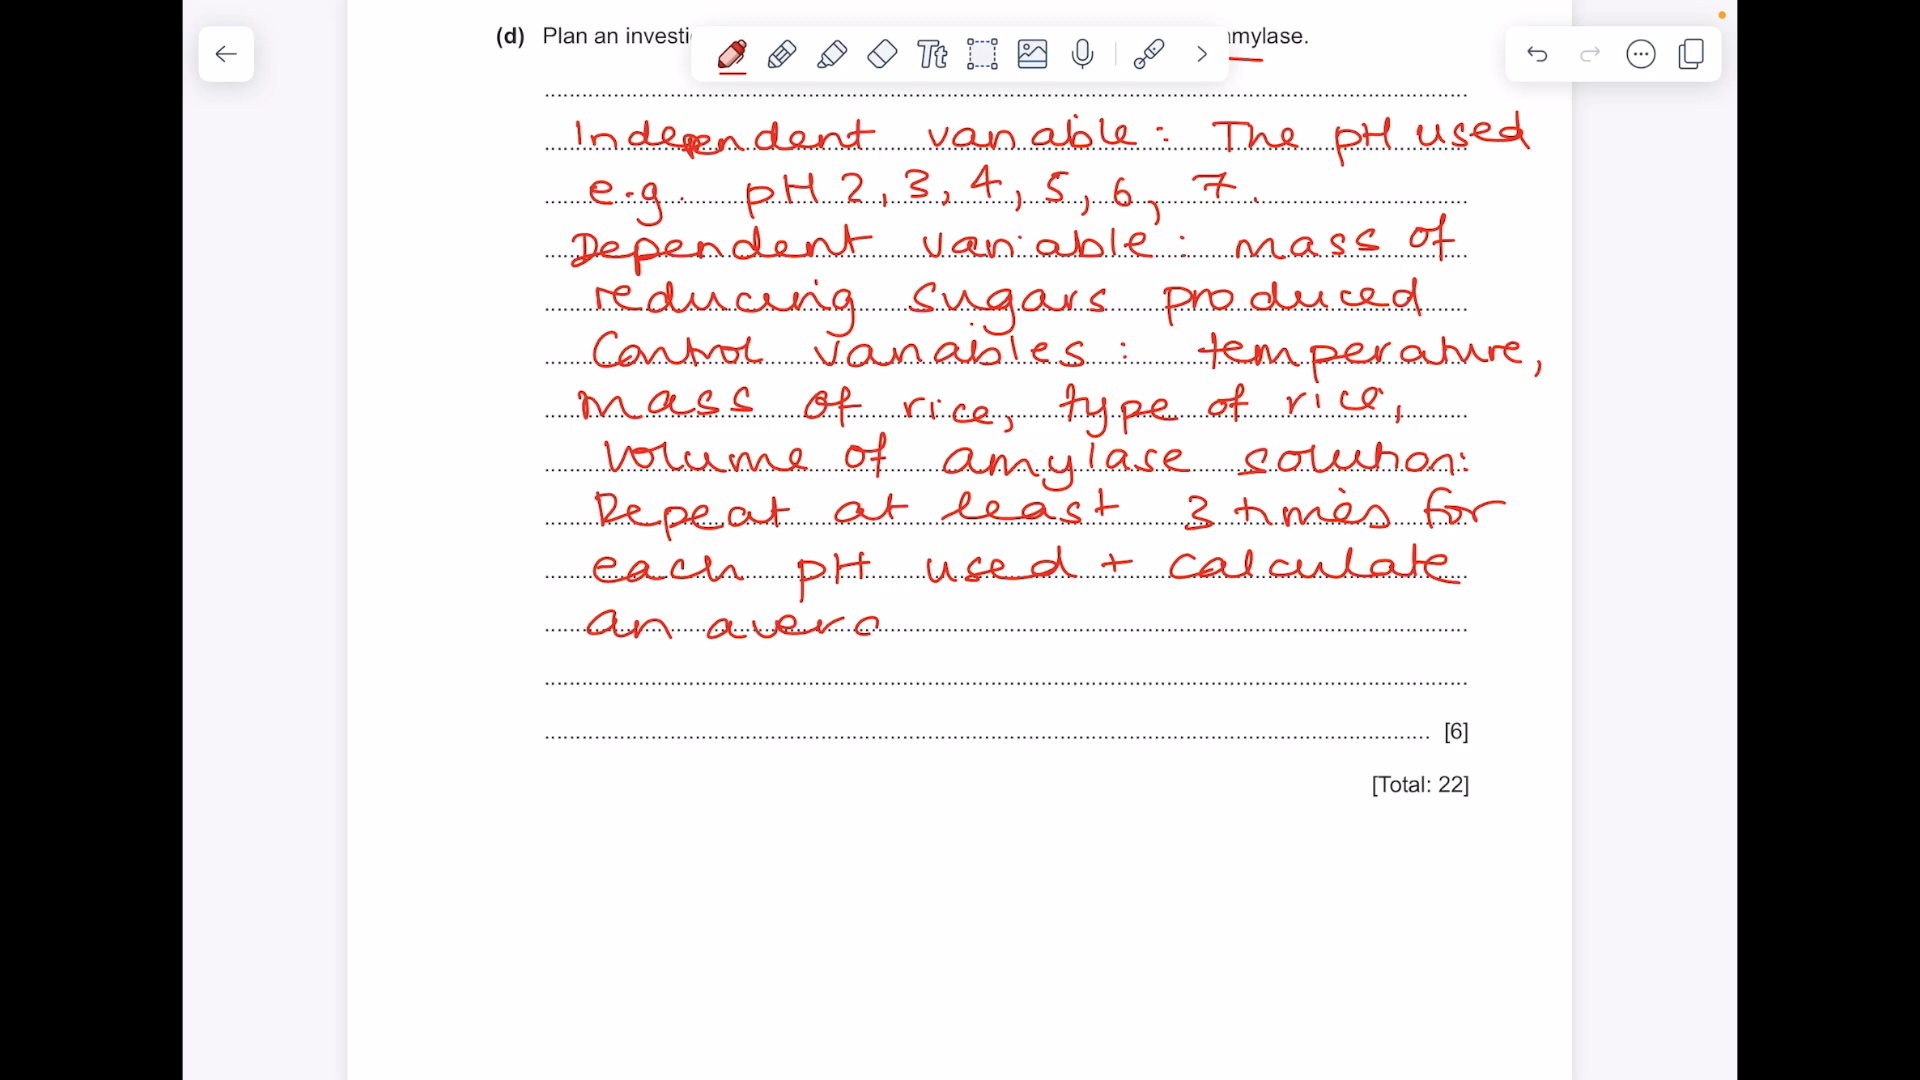 (d) Plan an investi mylase.
Tt
Independent variable: The pH used
e.g. pH 2, 3, 4, 5, 6, 7.
Dependent variable: mass of
reducing sugars produced
Control variables: temperature,
mass of rice, type of rice,
volume of amylase solution:
Repeat at least 3 times for
each pH used + calculate
an avera
[6]
[Total: 22]